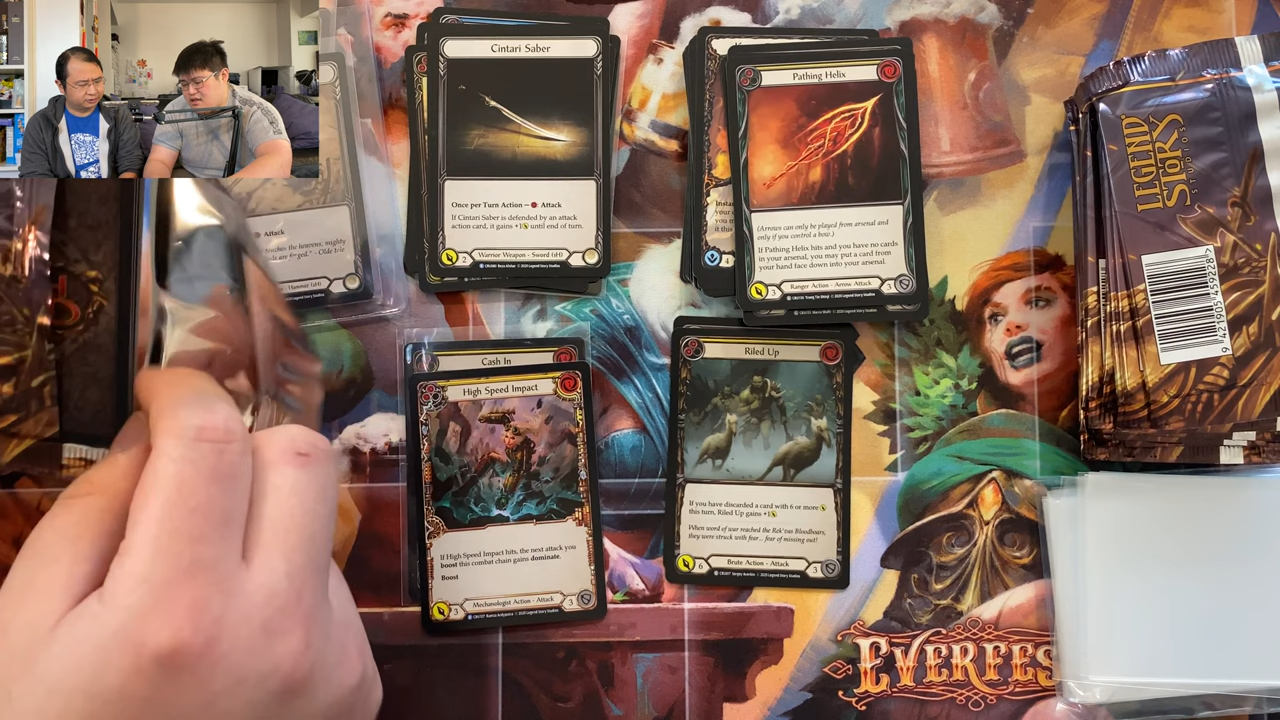 Cintari Saber
Once per Turn Action — : Attack
If Cintari Saber is defended by an attack
action card, it gains +1 until end of turn.
2
Warrior Weapon - Sword (1H)
Pathing Helix
(Arrows can only be played from arsenal and
only if you control a bow.)
If Pathing Helix hits and you have no cards
in your arsenal, you may put a card from
your hand face down into your arsenal.
3
Ranger Action - Arrow Attack
3
4
Attack
Hammer (2H)
Cash In
High Speed Impact
If High Speed Impact hits, the next attack you
boost this combat chain gains dominate.
Boost
3
Mechanologist Action - Attack
3
Riled Up
If you have discarded a card with 6 or more
this turn, Riled Up gains +1
When word of war reached the Rok'vas Bloodboars,
they were struck with fear... fear of missing out!
6
Brute Action - Attack
3
LEGEND
STORY
STUDIOS
9 421905 459228
EVERFES